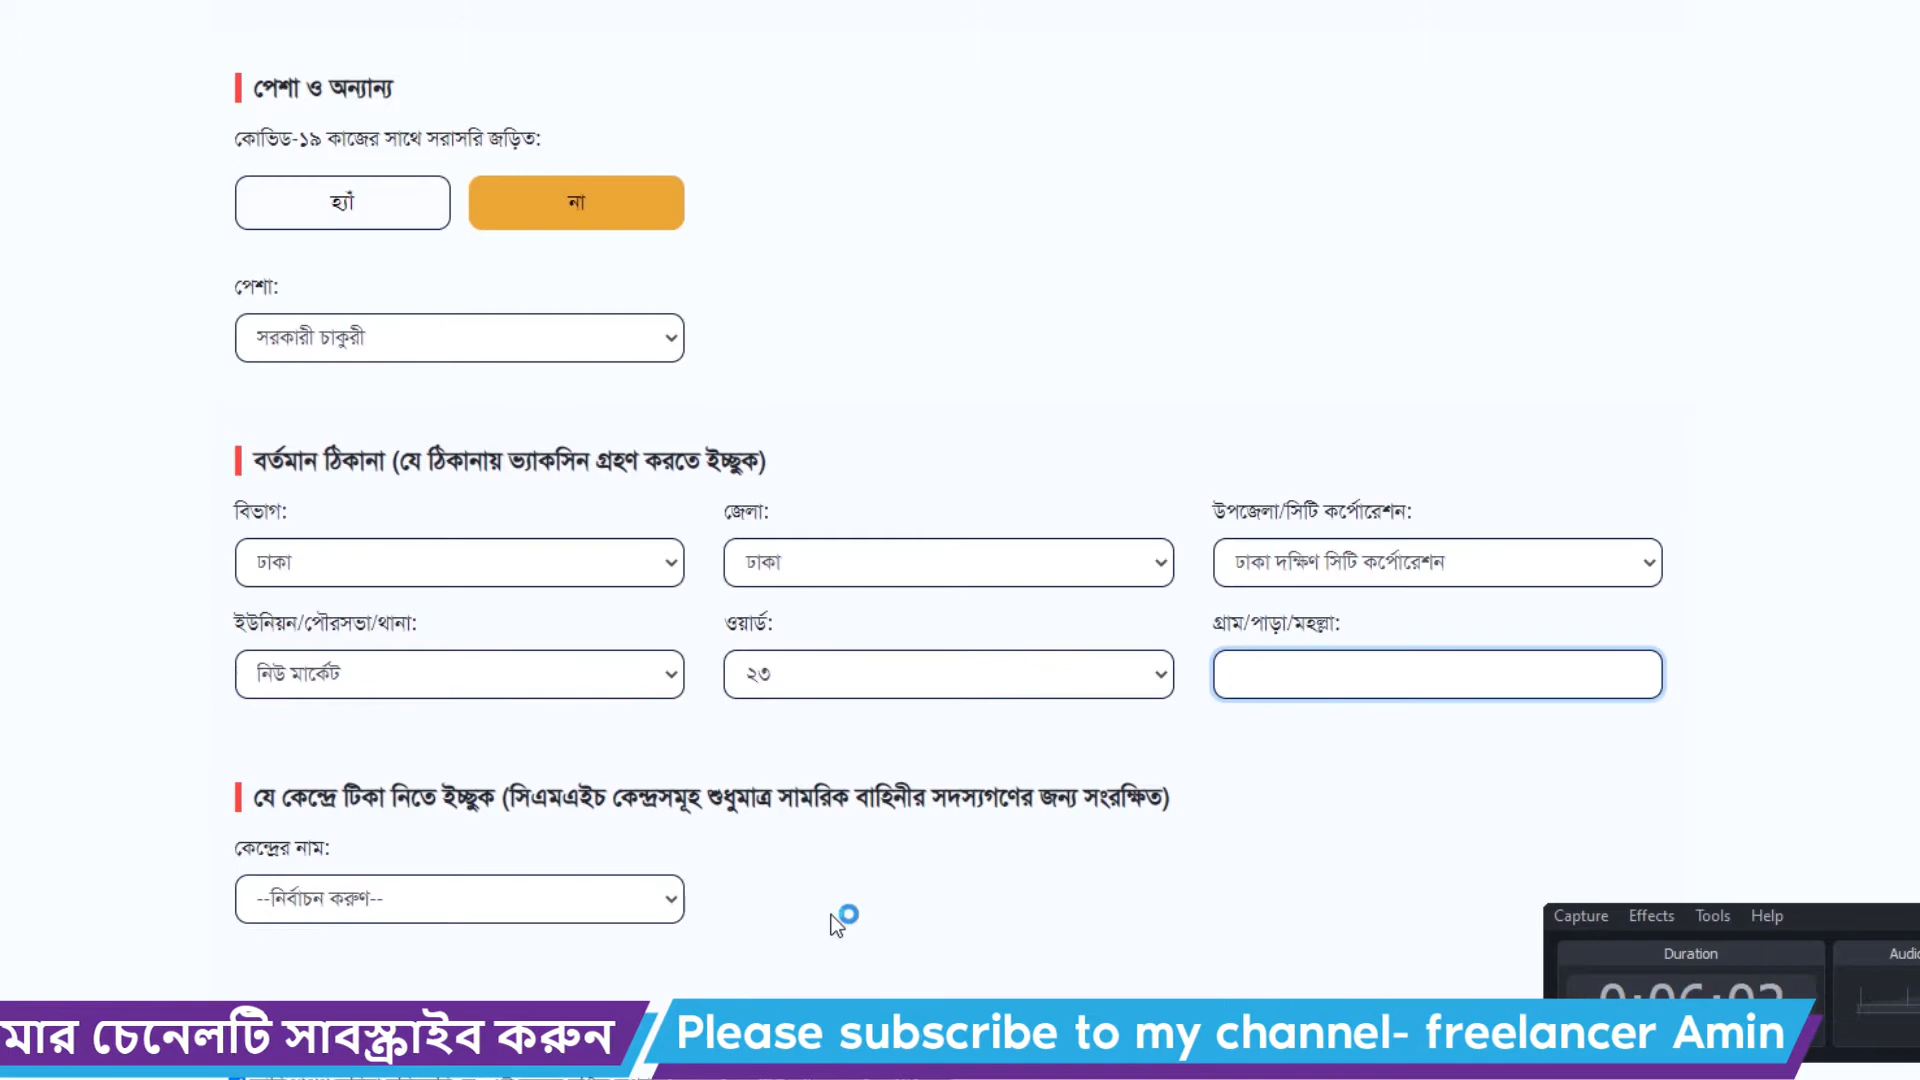 পেশা ও অন্যান্য
কোভিড-১৯ কাজের সাথে সরাসরি জড়িত:
হ্যাঁ না
পেশা:
সরকারী চাকুরী
বর্তমান ঠিকানা (যে ঠিকানায় ভ্যাকসিন গ্রহণ করতে ইচ্ছুক)
বিভাগ: জেলা: উপজেলা/সিটি কর্পোরেশন:
ঢাকা ঢাকা ঢাকা দক্ষিণ সিটি কর্পোরেশন
ইউনিয়ন/পৌরসভা/থানা: ওয়ার্ড: গ্রাম/পাড়া/মহল্লা:
নিউ মার্কেট ২৩
যে কেন্দ্রে টিকা নিতে ইচ্ছুক (সিএমএইচ কেন্দ্রসমূহ শুধুমাত্র সামরিক বাহিনীর সদস্যগণের জন্য সংরক্ষিত)
কেন্দ্রের নাম:
--নির্বাচন করুণ--
Capture Effects Tools Help
Duration
মার চেনেলটি সাবস্ক্রাইব করুন Please subscribe to my channel- freelancer Amin